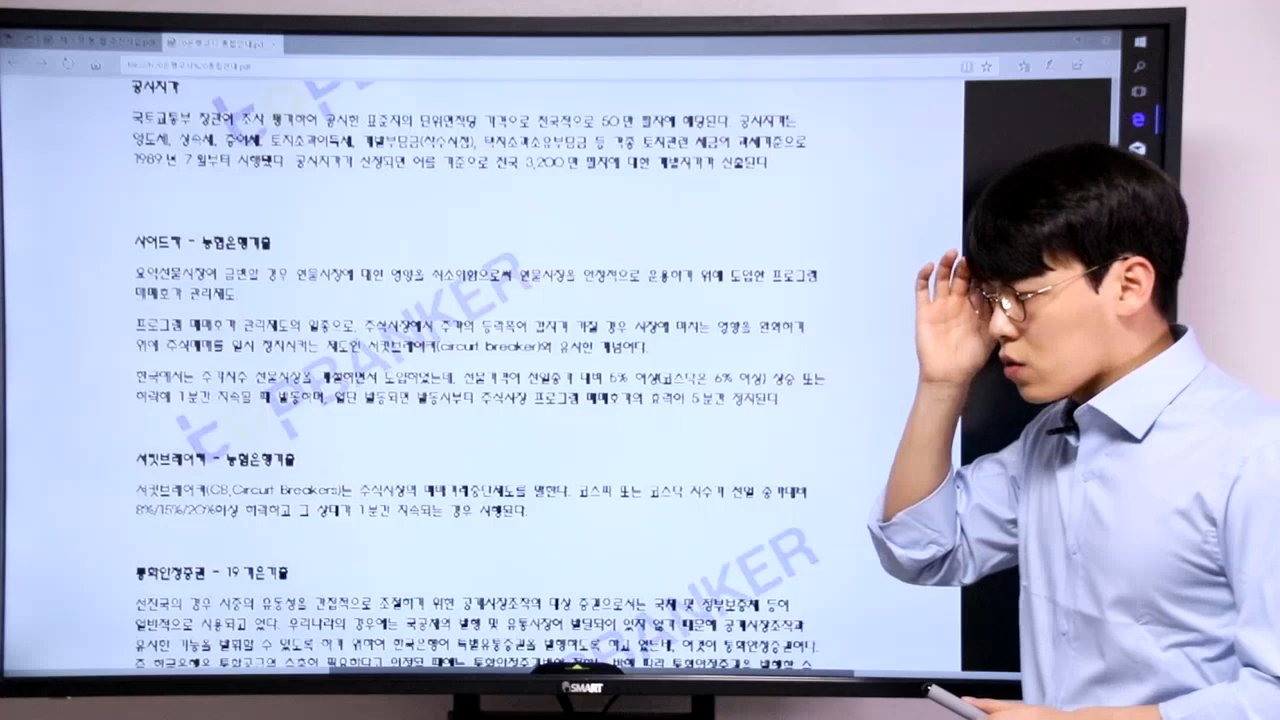 공시지가
국토교통부 장관이 조사 평가하여 공시한 표준지의 단위면적당 가격으로 전국적으로 50만 필지에 해당된다. 공시지가는
양도세, 상속세, 증여세, 토지초과이득세, 개발부담금(착수시점), 택지초과소유부담금 등 각종 토지관련 세금의 과세기준으로
1989년 7월부터 시행됐다. 공시지가가 산정되면 이를 기준으로 전국 3,200만 필지에 대한 개별지가가 산출된다
사이드카 - 농협은행기출
선물시장이 급변할 경우 현물시장에 대한 영향을 최소화함으로써 현물시장을 안정적으로 운용하기 위해 도입한 프로그램
매매호가 관리제도
프로그램 매매호가 관리제도의 일종으로, 주식시장에서 주가의 등락폭이 갑자기 커질 경우 시장에 미치는 영향을 완화하기
위해 주식매매를 일시 정지시키는 제도인 서킷브레이커(circuit breaker)와 유사한 개념이다.
한국에서는 주가지수 선물시장을 개설하면서 도입하였는데, 선물가격이 전일종가 대비 5% 이상(코스닥은 6% 이상) 상승 또는
하락해 1분간 지속될 때 발동하며, 일단 발동되면 발동시부터 주식시장 프로그램 매매호가의 효력이 5분간 정지된다
서킷브레이커 - 농협은행기출
서킷브레이커(CB,Circuit Breakers)는 주식시장의 매매거래중단제도를 말한다. 코스피 또는 코스닥 지수가 전일 종가대비
8%/15%/20%이상 하락하고 그 상태가 1분간 지속되는 경우 시행된다.
통화안정증권 - 19기은기출
선진국의 경우 시중의 유동성을 간접적으로 조절하기 위한 공개시장조작의 대상 증권으로서는 국채 및 정부보증채 등이
일반적으로 사용되고 있다. 우리나라의 경우에는 국공채의 발행 및 유통시장이 발달되어 있지 않기 때문에 공개시장조작과
유사한 기능을 발휘할 수 있도록 하기 위하여 한국은행이 특별유통증권을 발행하도록 하고 있는데, 이것이 통화안정증권이다.
BANKER
BANKER
BANKER
SMART